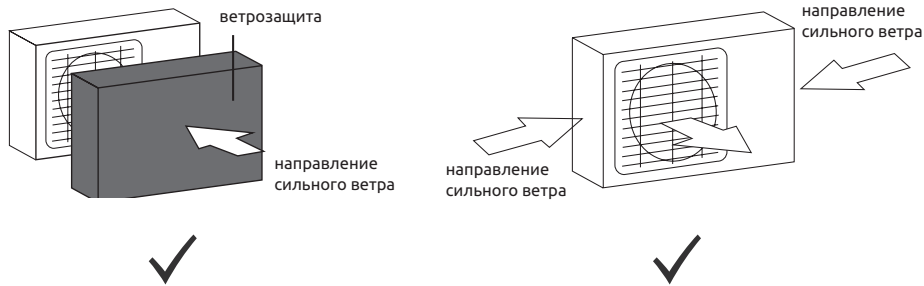 ветрозащита
направление
сильного ветра
направление
сильного ветра
направление
сильного ветра